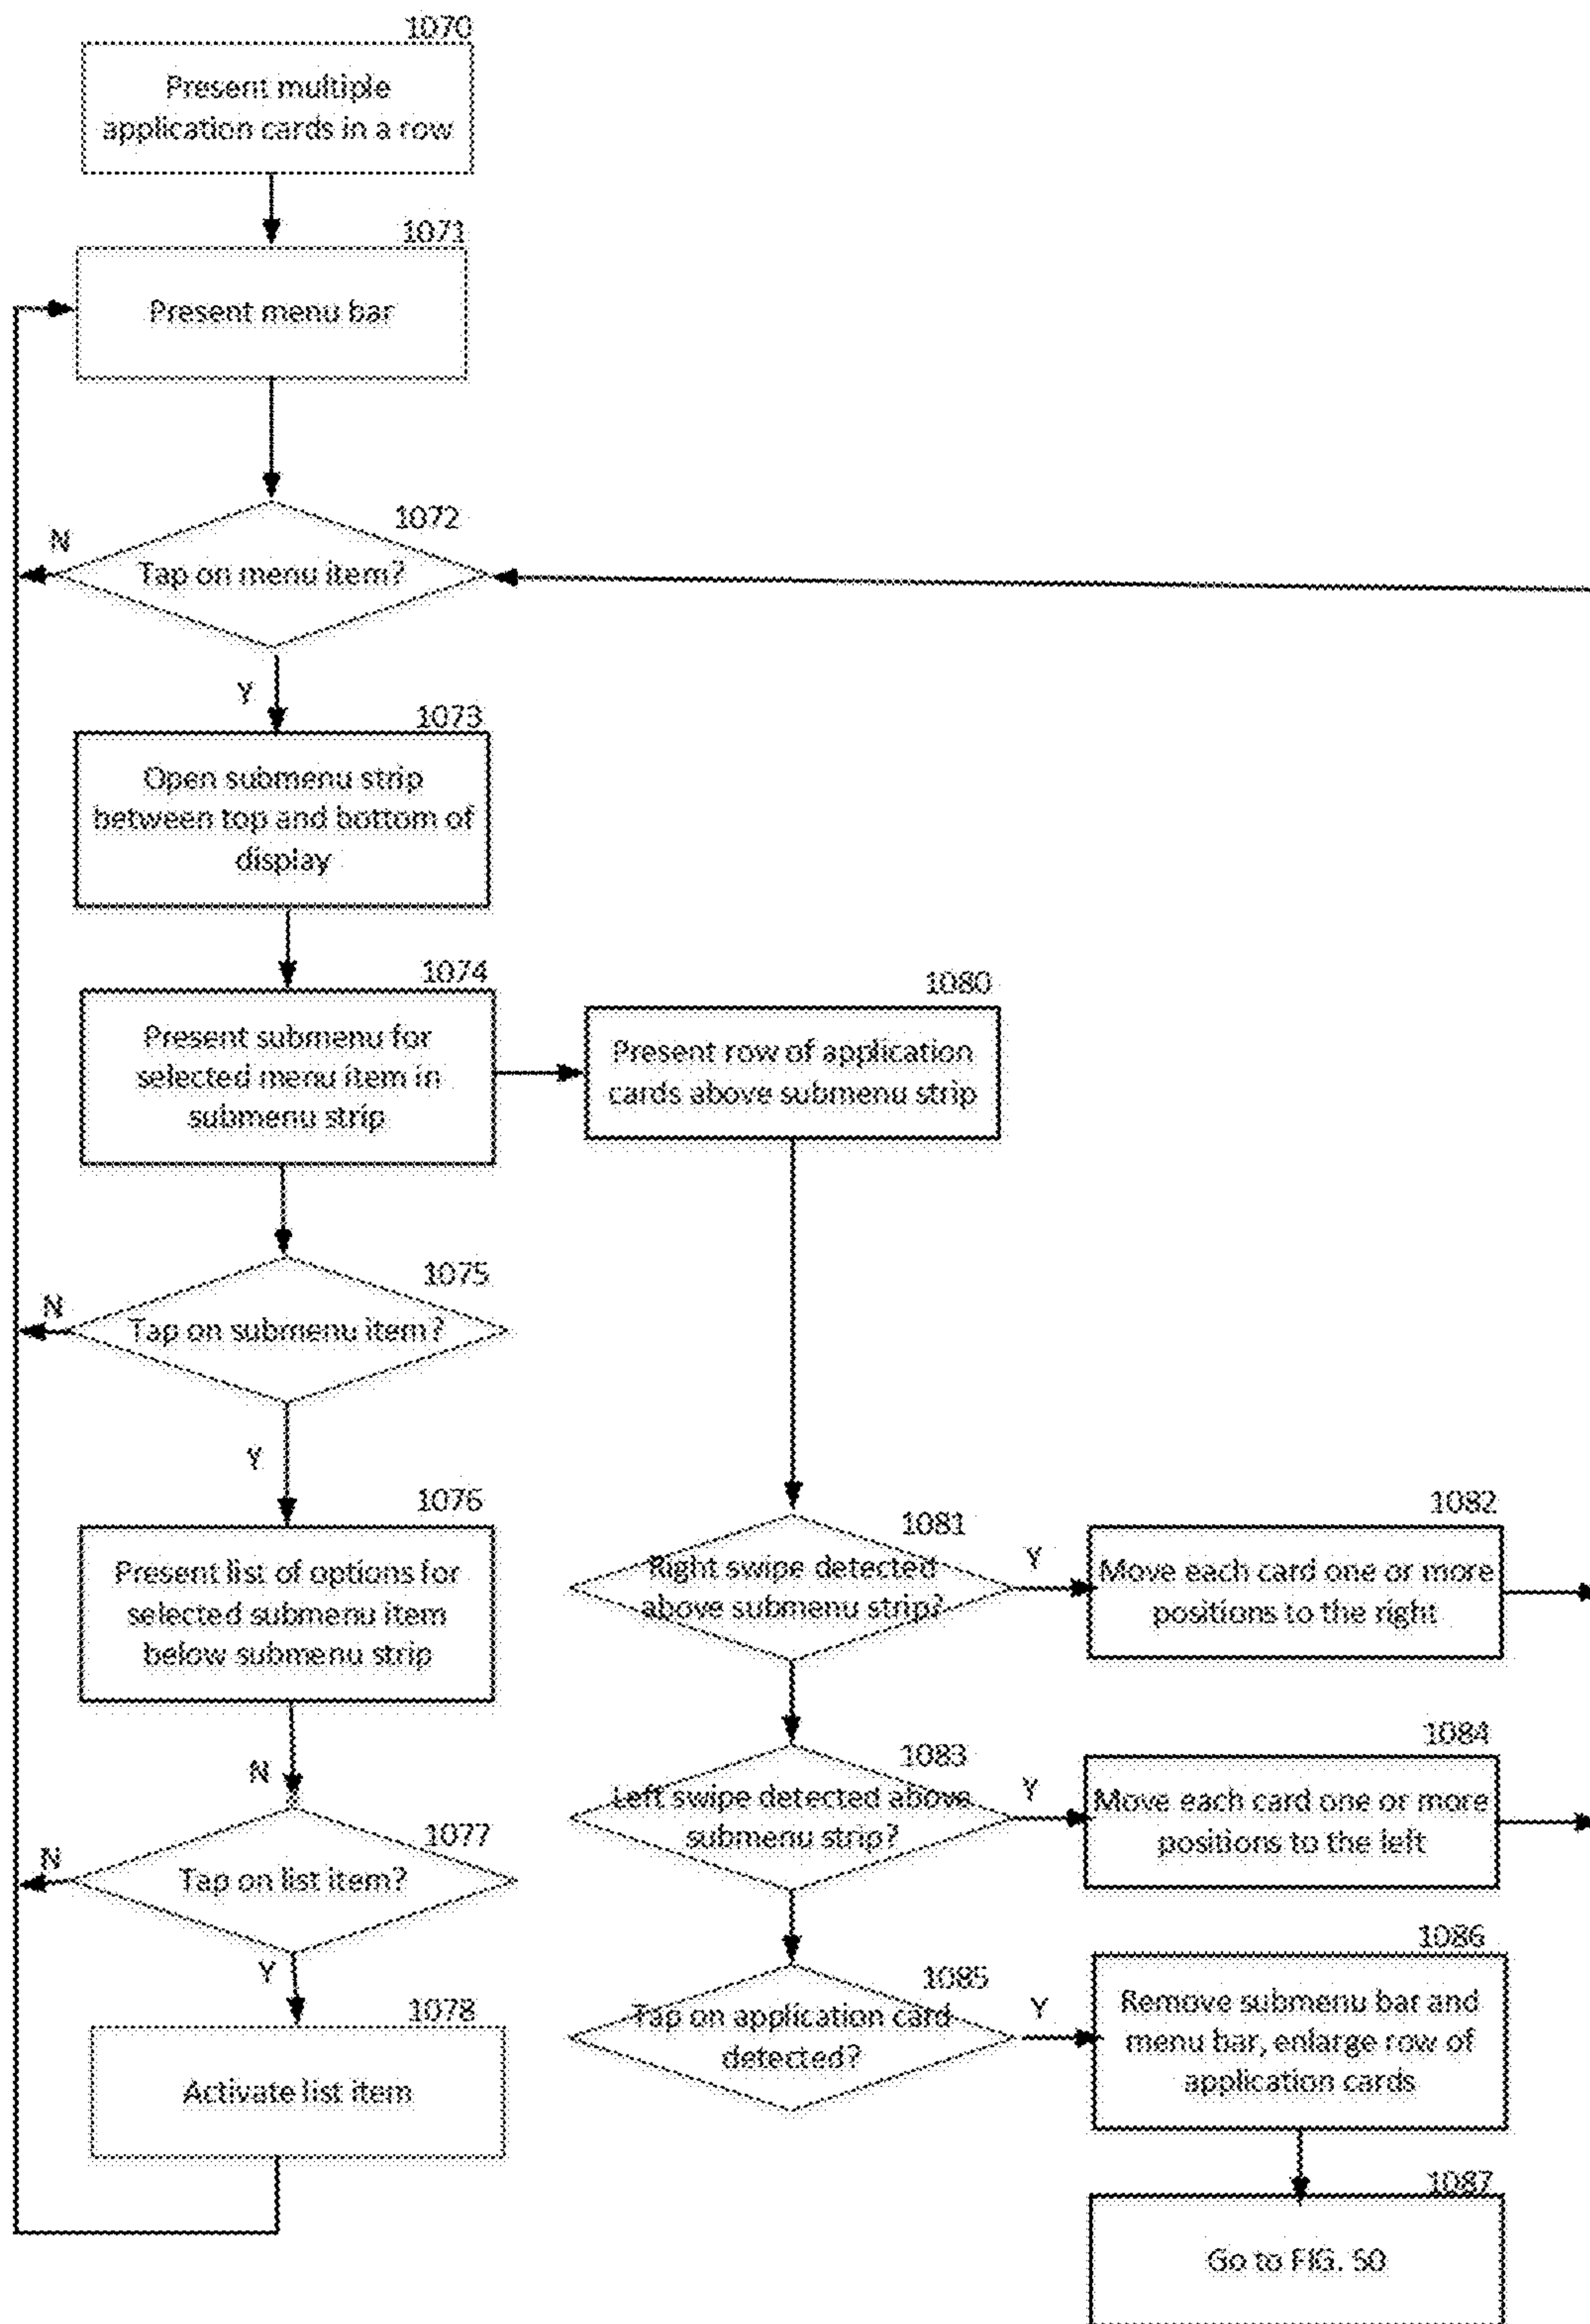 1070
Present multiple
application cards in a row
1071
Present menu bar
1072
N
Tap on menu item?
Y
1073
Open submenu strip
between top and bottom of
display
1074
Present submenu for
selected menu item in
submenu strip
1080
Present row of application
cards above submenu strip
1075
N
Tap on submenu item?
Y
1076
Present list of options for
selected submenu item
below submenu strip
1081
Right swipe detected
above submenu strip?
Y
1082
Move each card one or more
positions to the right
N
1077
N
Tap on list item?
Y
1083
Left swipe detected above
submenu strip?
Y
1084
Move each card one or more
positions to the left
1078
Activate list item
1085
Tap on application card
detected?
Y
1086
Remove submenu bar and
menu bar, enlarge row of
application cards
1087
Go to FIG. 50